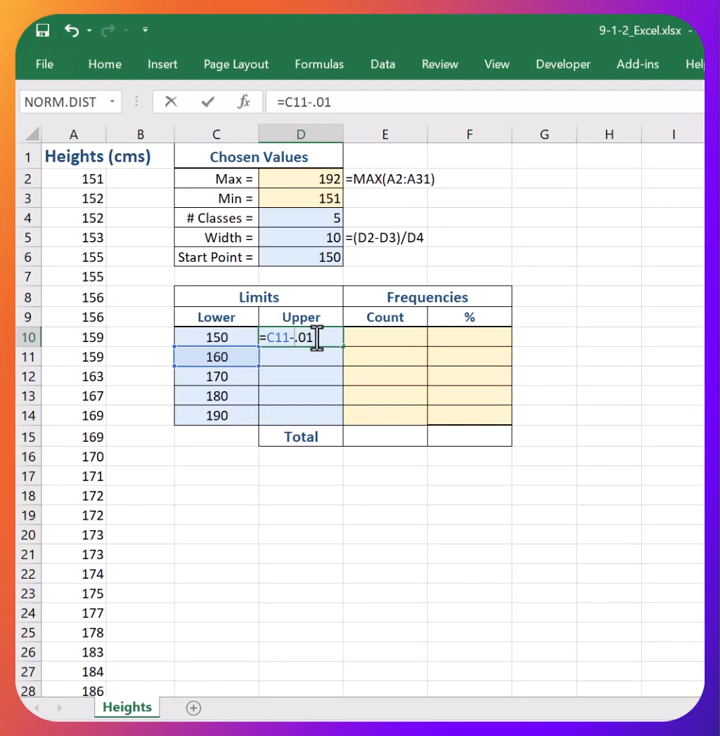 9-1-2_Excel.xlsx -
File Home Insert Page Layout Formulas Data Review View Developer Add-ins
NORM.DIST fx =C11-.01
A B C D E F G H I
1 Heights (cms) Chosen Values
2 151 Max = 192 =MAX(A2:A31)
3 152 Min = 151
4 152 # Classes = 5
5 153 Width = 10 =(D2-D3)/D4
6 155 Start Point = 150
7 155
8 156 Limits Frequencies
9 156 Lower Upper Count %
10 159 150 =C11-.01
11 159 160
12 163 170
13 167 180
14 169 190
15 169 Total
16 170
17 171
18 172
19 172
20 173
21 173
22 174
23 175
24 177
25 178
26 183
27 184
28 186
Heights